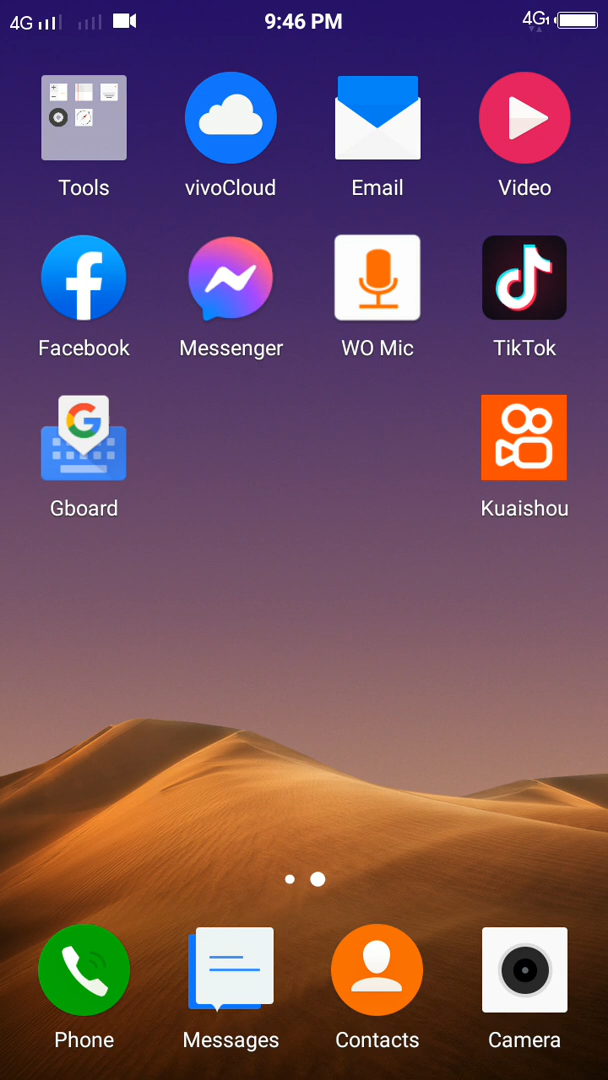 4G 9:46 PM 4G
Tools vivoCloud Email Video
Facebook Messenger WO Mic TikTok
Gboard Kuaishou
Phone Messages Contacts Camera